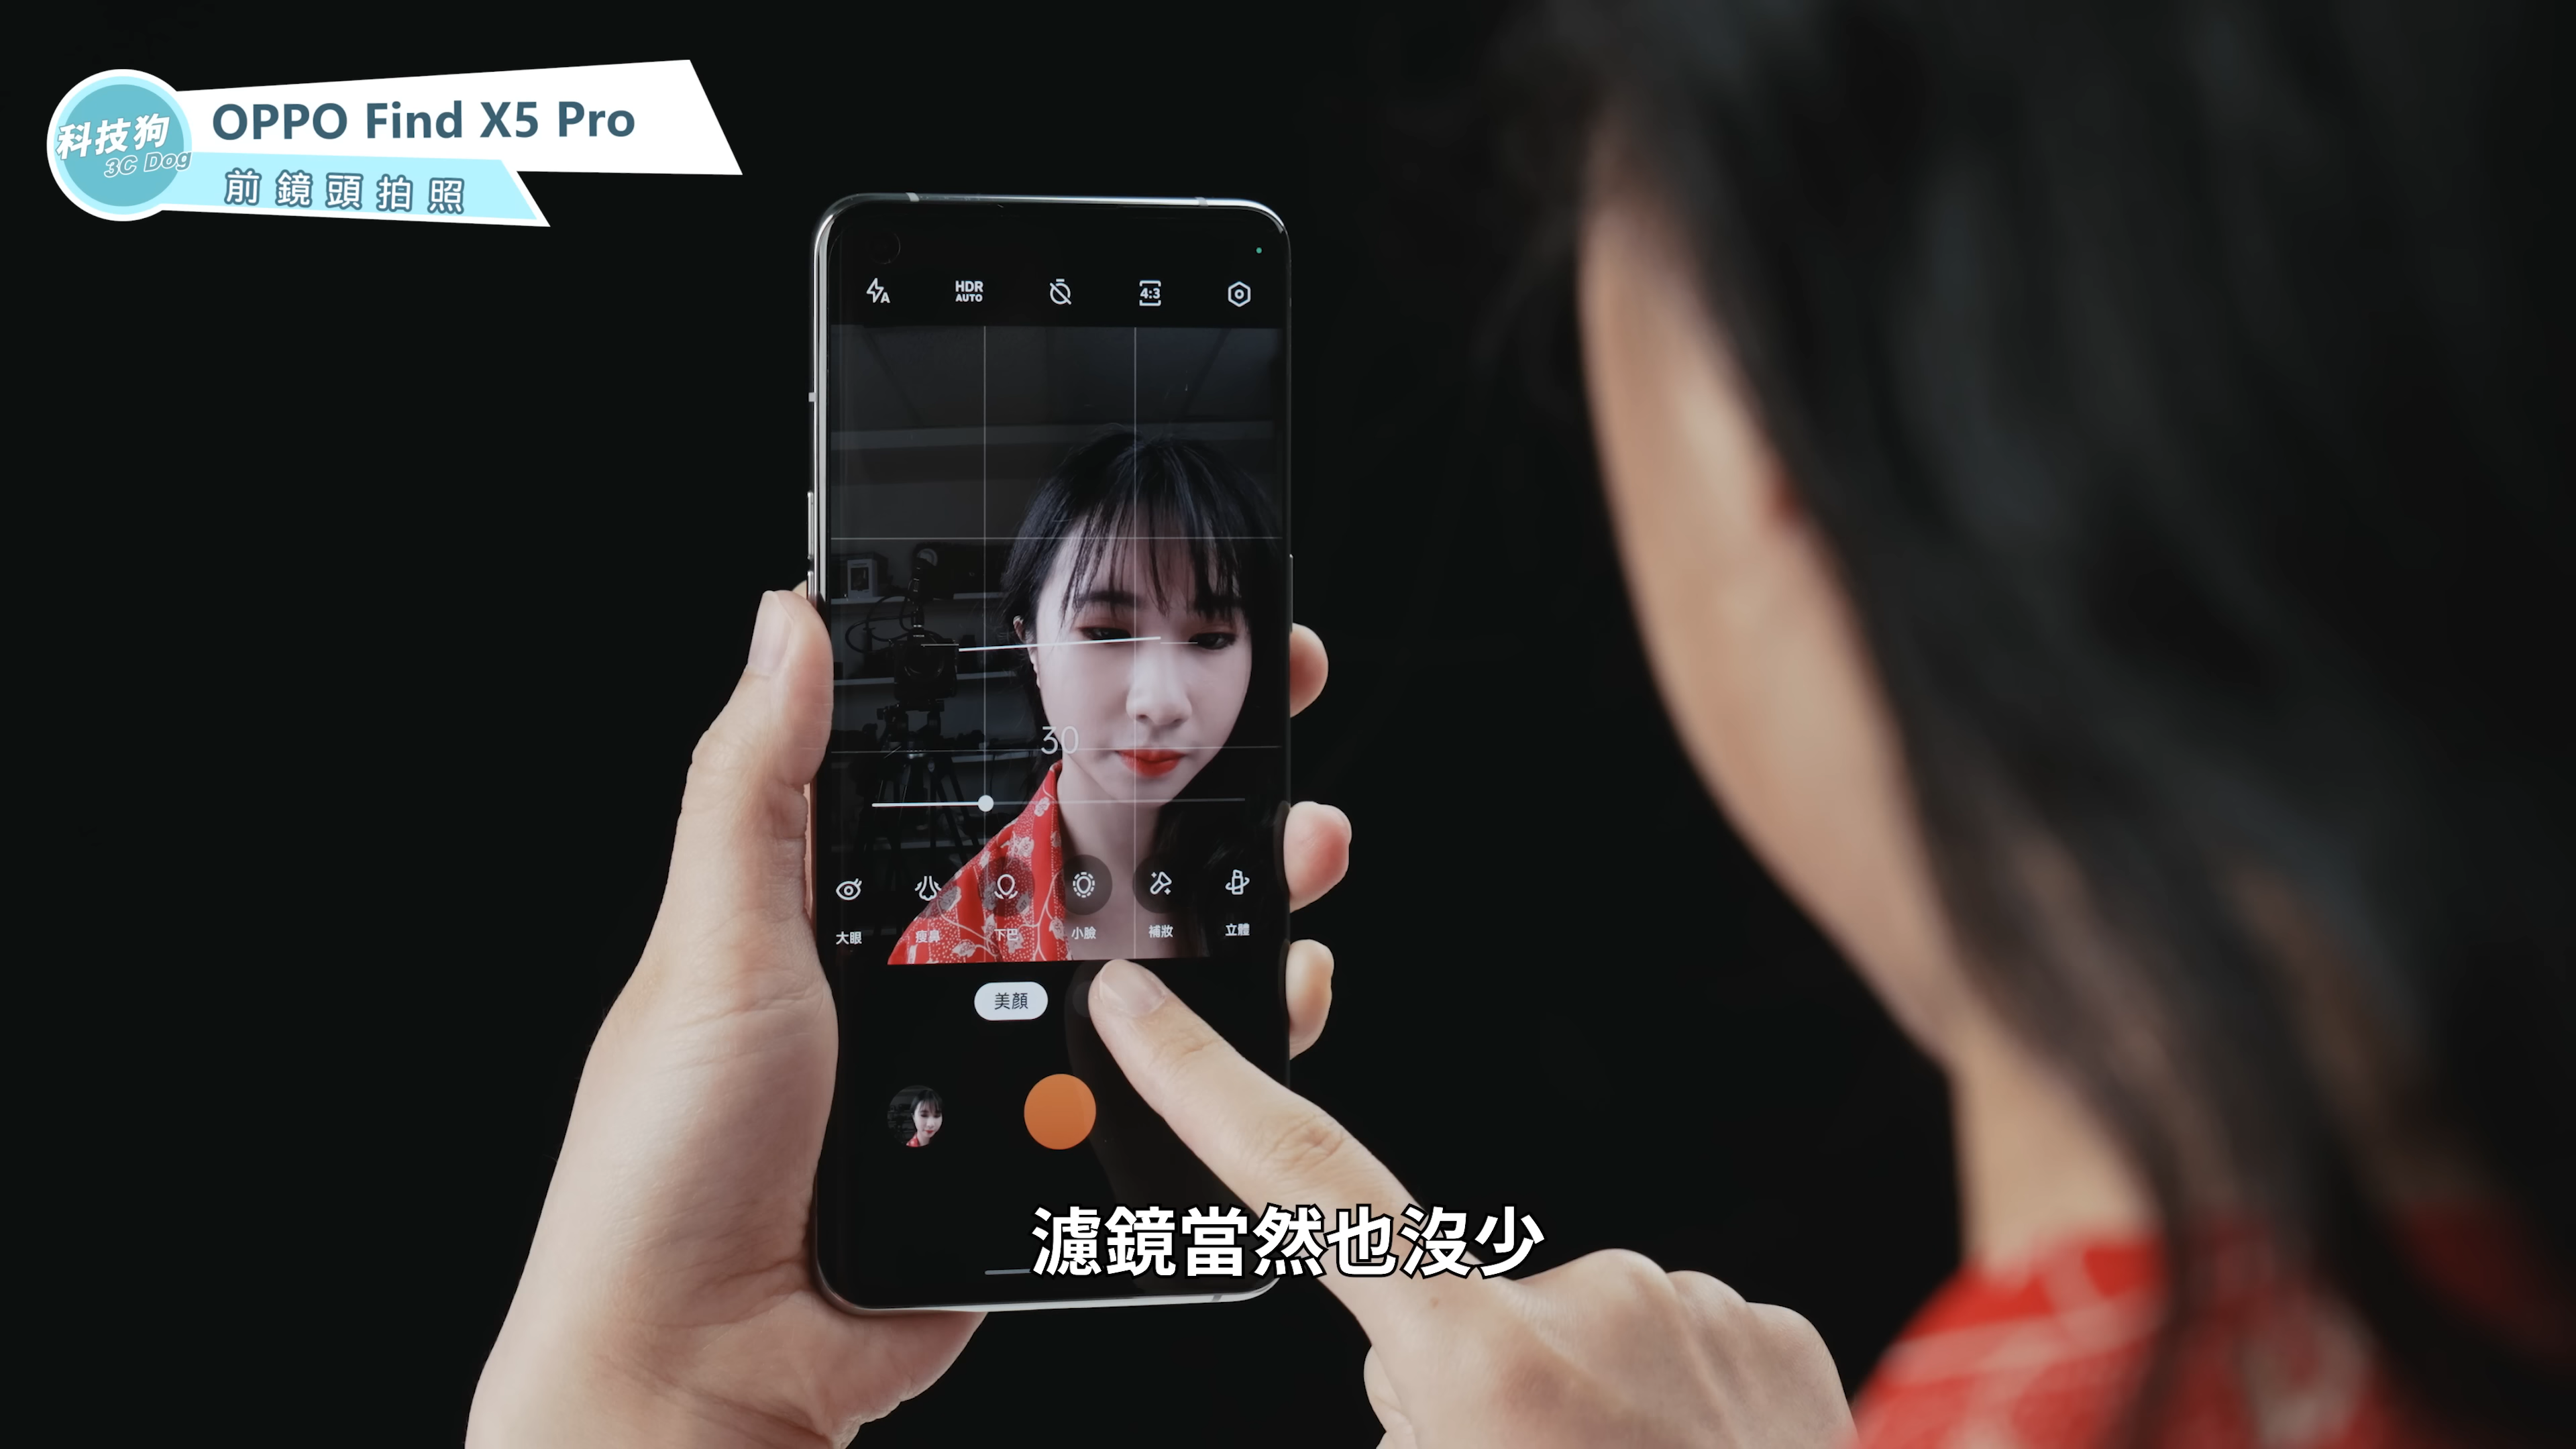 OPPO Find X5 Pro
科技狗
3C Dog
前鏡頭拍照
A
HDR
AUTO
4:3
30
大眼
瘦鼻
下巴
小臉
補妝
立體
美顏
濾鏡當然也沒少